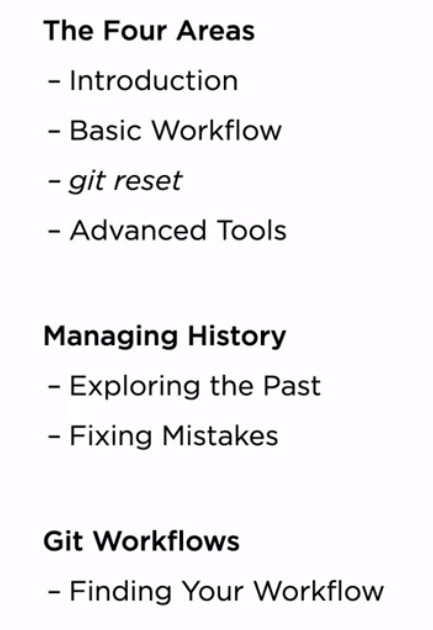 The Four Areas
– Introduction
– Basic Workflow
– git reset
– Advanced Tools
Managing History
– Exploring the Past
– Fixing Mistakes
Git Workflows
– Finding Your Workflow